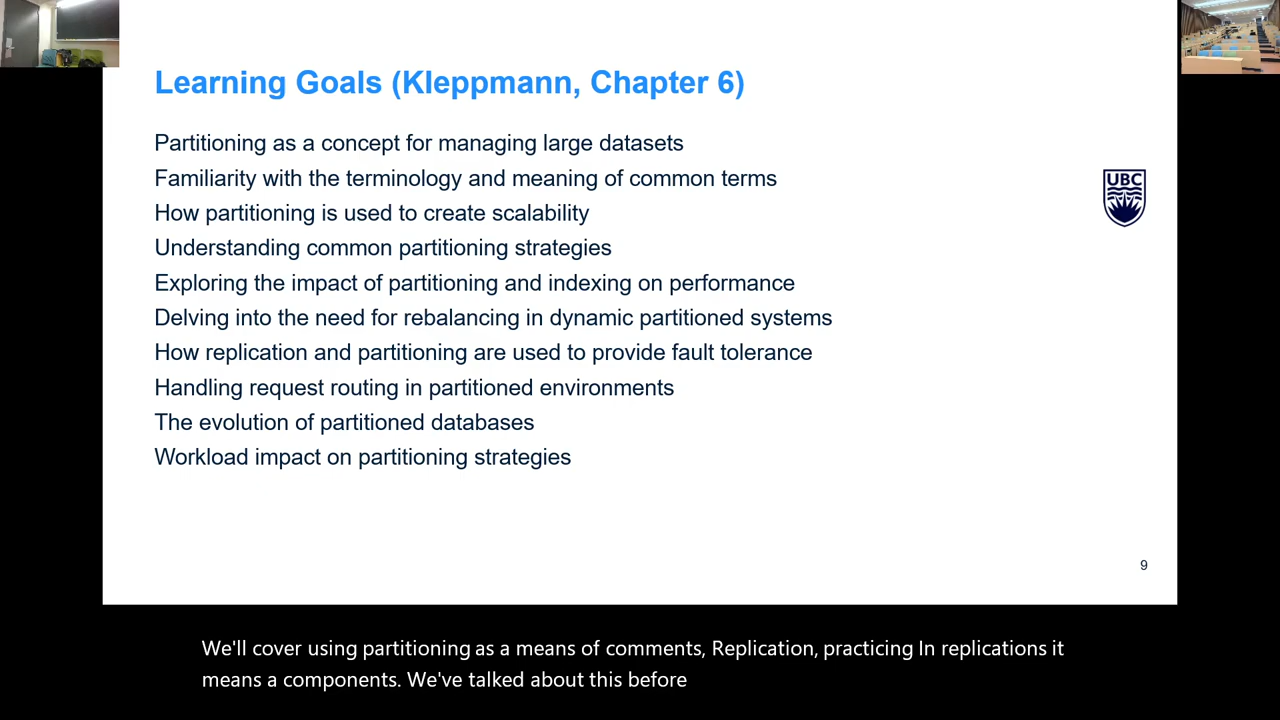 Learning Goals (Kleppmann, Chapter 6)
Partitioning as a concept for managing large datasets
Familiarity with the terminology and meaning of common terms
How partitioning is used to create scalability
UBC
Understanding common partitioning strategies
Exploring the impact of partitioning and indexing on performance
Delving into the need for rebalancing in dynamic partitioned systems
How replication and partitioning are used to provide fault tolerance
Handling request routing in partitioned environments
The evolution of partitioned databases
Workload impact on partitioning strategies
9
We'll cover using partitioning as a means of comments, Replication, practicing In replications it
means a components. We've talked about this before